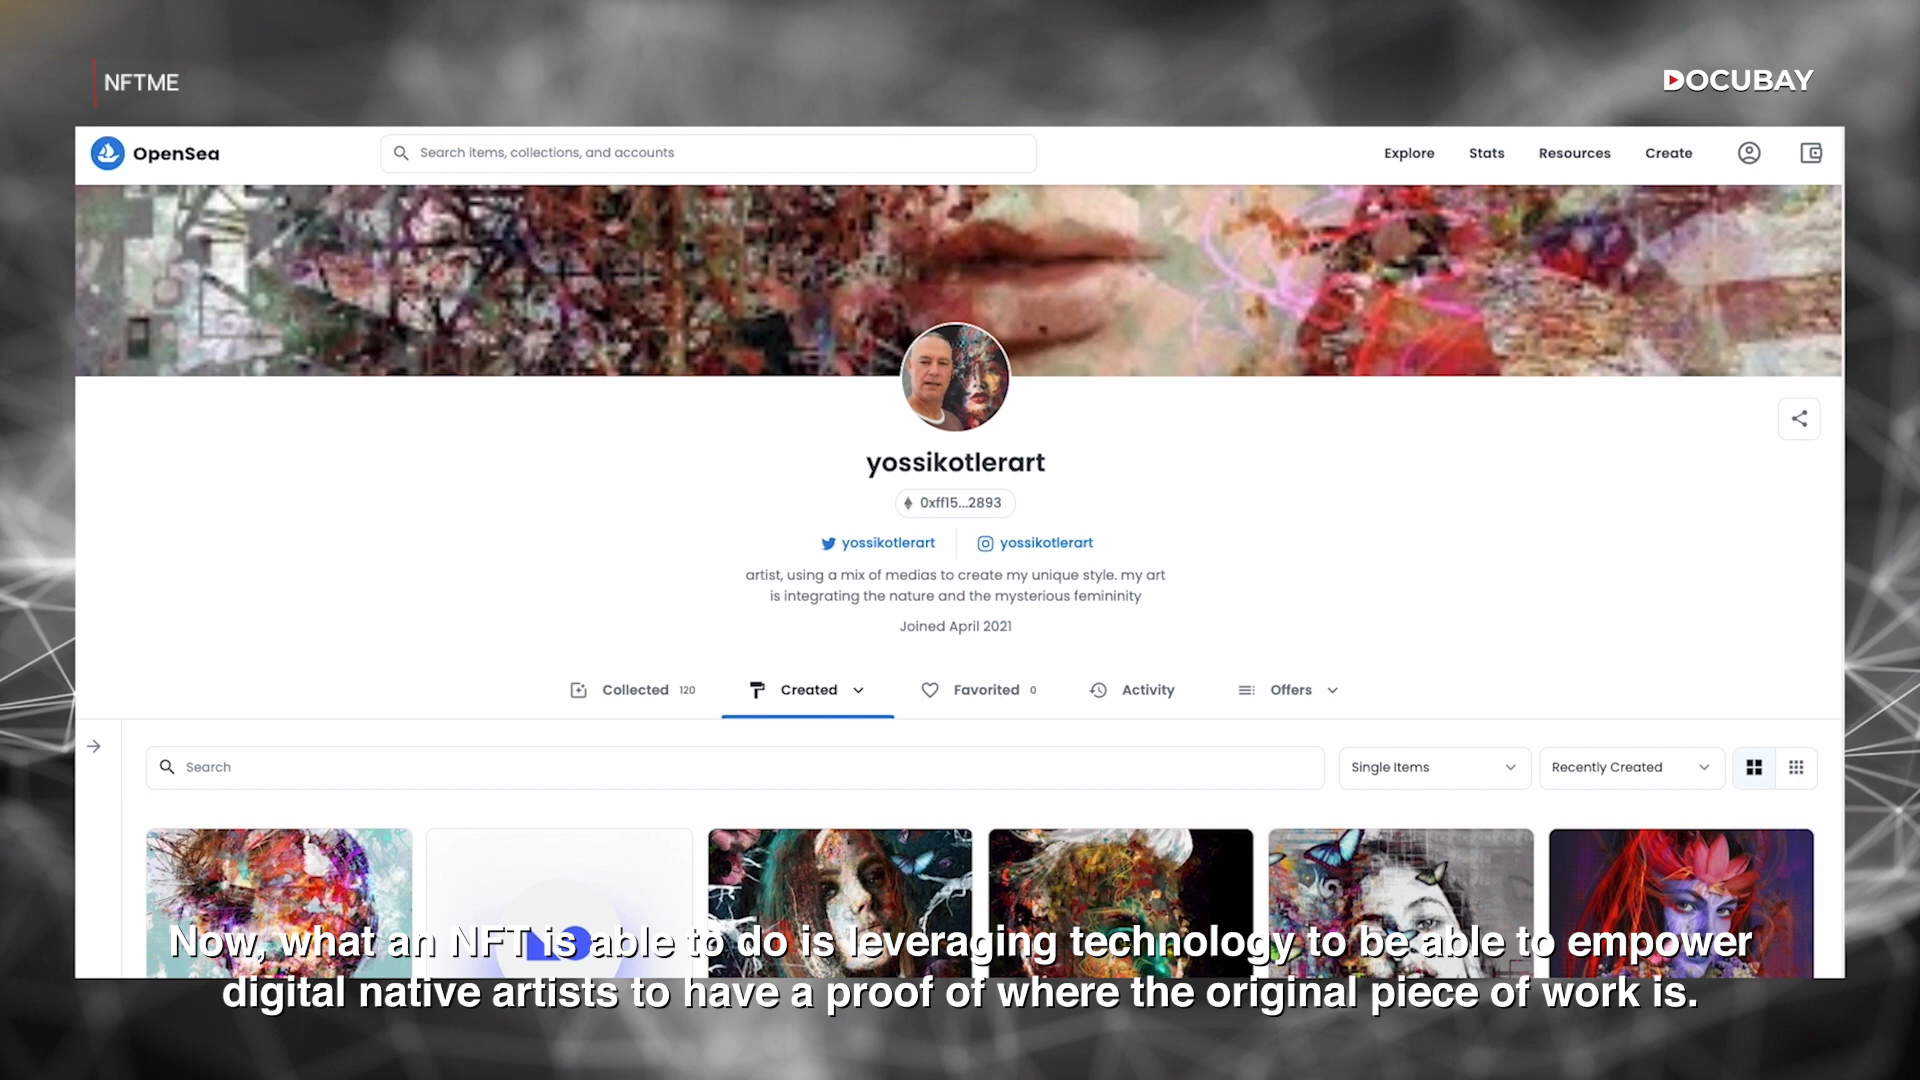 NFTME
DOCUBAY
OpenSea
Search items, collections, and accounts
Explore
Stats
Resources
Create
yossikotlerart
0xff15...2893
yossikotlerart
yossikotlerart
artist, using a mix of medias to create my unique style. my art
is integrating the nature and the mysterious femininity
Joined April 2021
Collected 120
Created
Favorited 0
Activity
Offers
Search
Single Items
Recently Created
Now, what an NFT is able to do is leveraging technology to be able to empower
digital native artists to have a proof of where the original piece of work is.